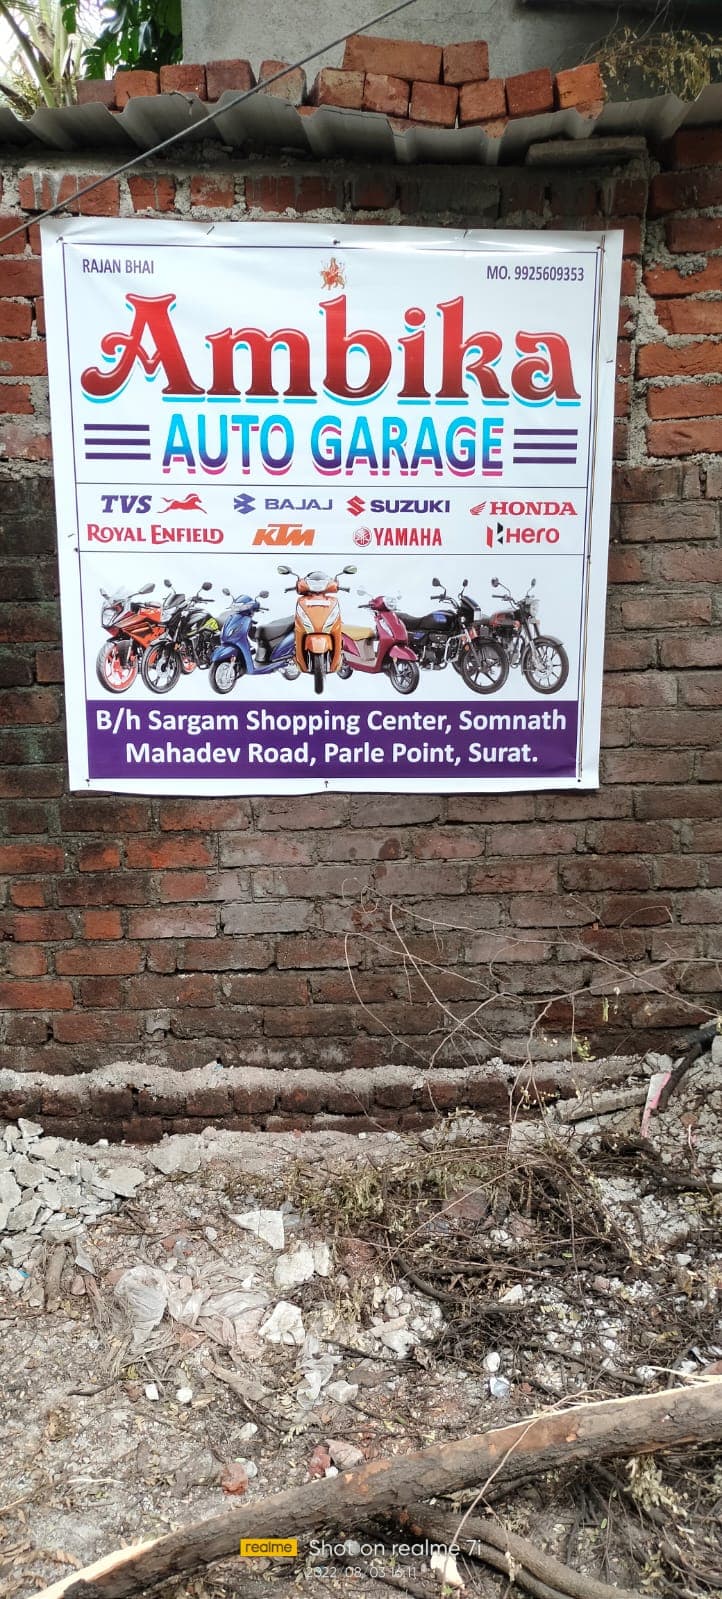 RAJAN BHAI
MO. 9925609353
Ambika
AUTO GARAGE
TVS BAJAJ SUZUKI HONDA
ROYAL ENFIELD KTM YAMAHA Hero
B/h Sargam Shopping Center, Somnath
Mahadev Road, Parle Point, Surat.
realme Shot on realme 7i
2022. 08. 03 16:11